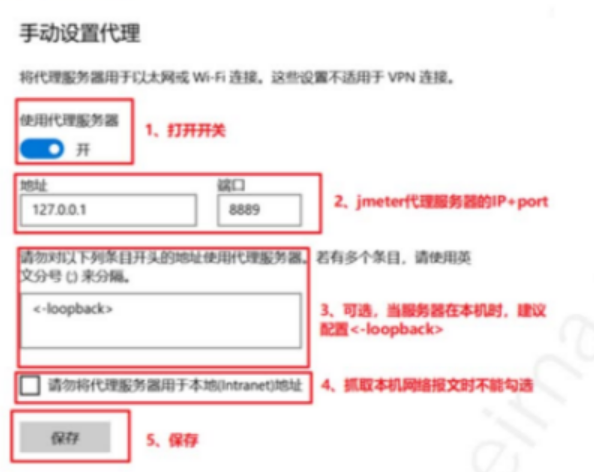 手动设置代理
将代理服务器用于以太网或 Wi-Fi 连接。这些设置不适用于 VPN 连接。
使用代理服务器
开
1、打开开关
地址 端口
127.0.0.1 8889
2、jmeter代理服务器的IP+port
请勿对以下列条目开头的地址使用代理服务器。若有多个条目，请使用英
文分号 (;) 来分隔。
<-loopback>
3、可选，当服务器在本机时，建议
配置<-loopback>
请勿将代理服务器用于本地(Intranet)地址
4、抓取本机网络报文时不能勾选
保存
5、保存